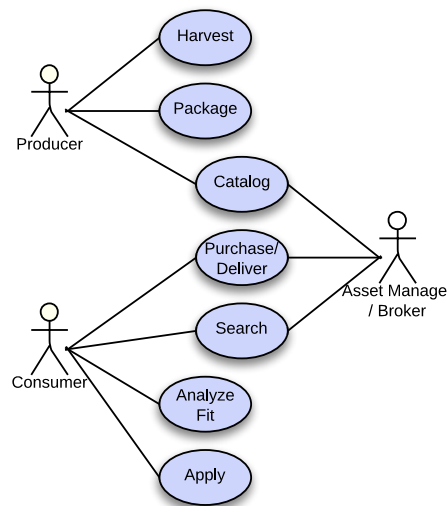 Harvest
Package
Producer
Catalog
Purchase/
Deliver
Asset Manage
/ Broker
Search
Consumer
Analyze
Fit
Apply